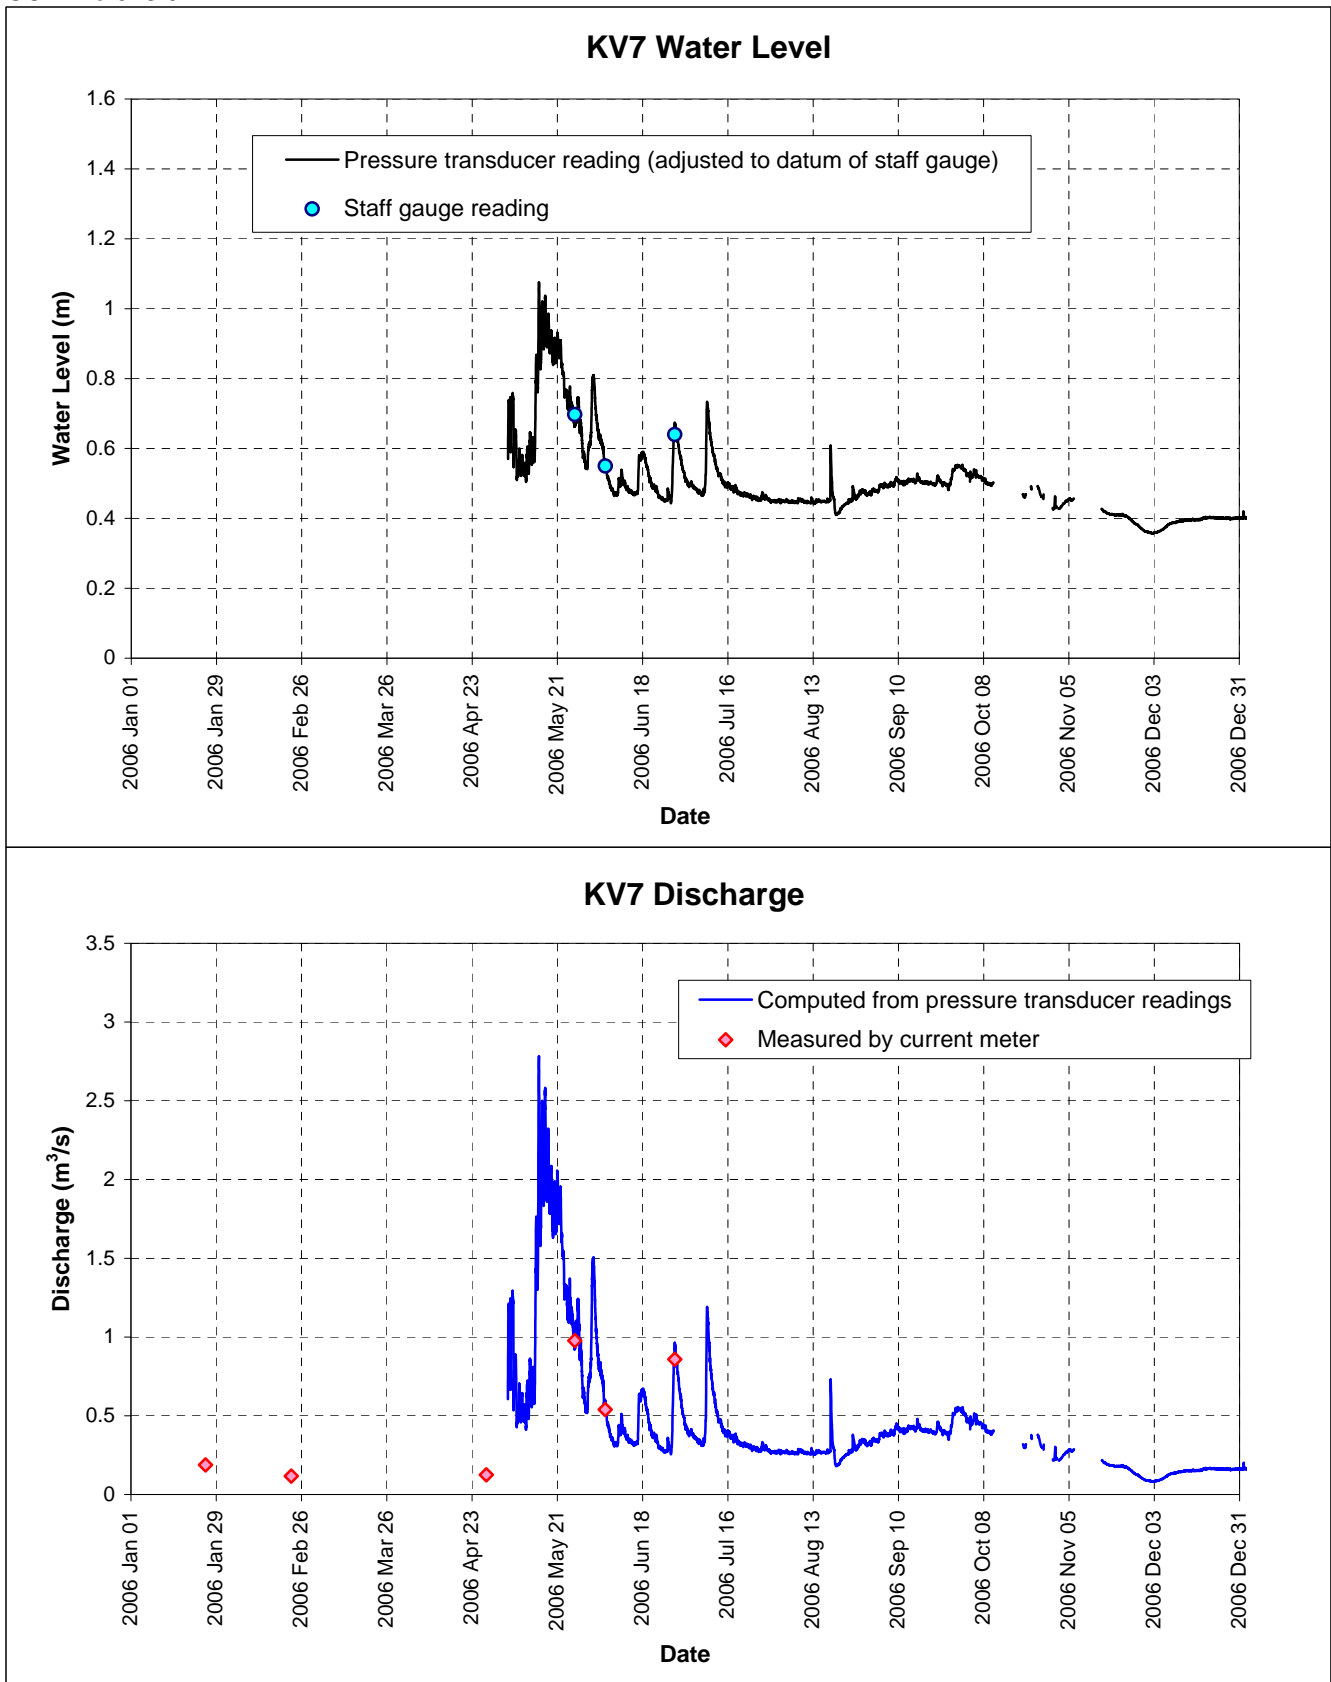 KV7 Water Level
1.6
1.4
1.2
1
0.8
0.6
0.4
0.2
0
Water Level (m)
Pressure transducer reading (adjusted to datum of staff gauge)
Staff gauge reading
2006 Jan 01
2006 Jan 29
2006 Feb 26
2006 Mar 26
2006 Apr 23
2006 May 21
2006 Jun 18
2006 Jul 16
2006 Aug 13
2006 Sep 10
2006 Oct 08
2006 Nov 05
2006 Dec 03
2006 Dec 31
Date
KV7 Discharge
3.5
3
2.5
2
1.5
1
0.5
0
Discharge (m³/s)
Computed from pressure transducer readings
Measured by current meter
2006 Jan 01
2006 Jan 29
2006 Feb 26
2006 Mar 26
2006 Apr 23
2006 May 21
2006 Jun 18
2006 Jul 16
2006 Aug 13
2006 Sep 10
2006 Oct 08
2006 Nov 05
2006 Dec 03
2006 Dec 31
Date